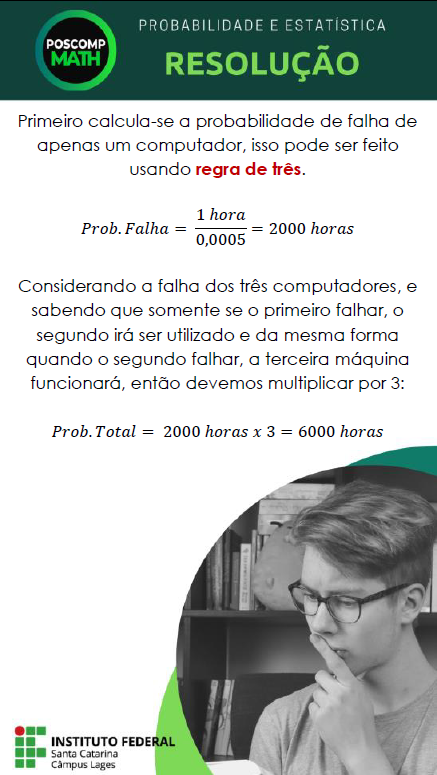 POSCOMP
MATH
PROBABILIDADE E ESTATÍSTICA
RESOLUÇÃO
Primeiro calcula-se a probabilidade de falha de
apenas um computador, isso pode ser feito
usando regra de três.
Prob. Falha = 1 hora / 0,0005 = 2000 horas
Considerando a falha dos três computadores, e
sabendo que somente se o primeiro falhar, o
segundo irá ser utilizado e da mesma forma
quando o segundo falhar, a terceira máquina
funcionará, então devemos multiplicar por 3:
Prob. Total = 2000 horas x 3 = 6000 horas
INSTITUTO FEDERAL
Santa Catarina
Câmpus Lages